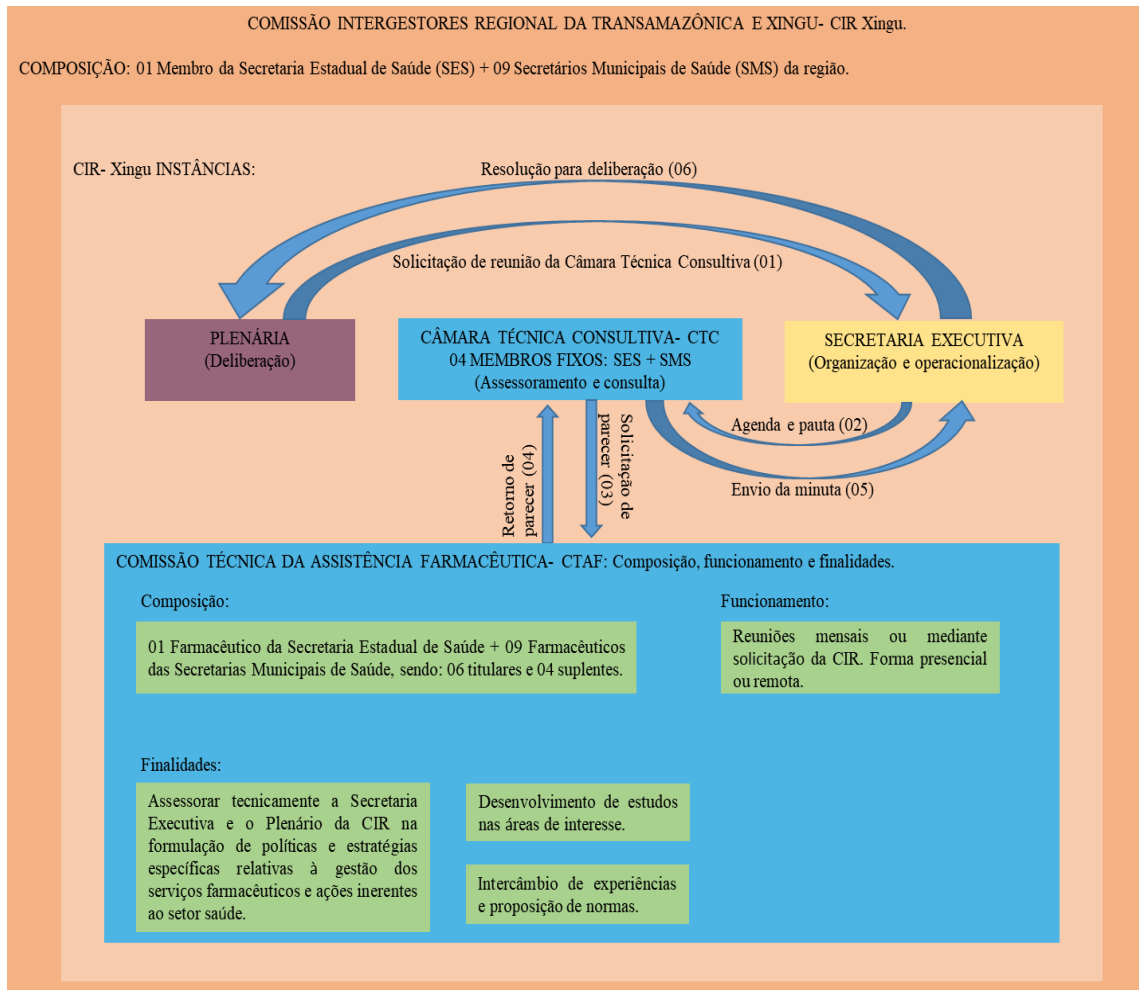 COMISSÃO INTERGESTORES REGIONAL DA TRANSAMAZÔNICA E XINGU- CIR Xingu.
COMPOSIÇÃO: 01 Membro da Secretaria Estadual de Saúde (SES) + 09 Secretários Municipais de Saúde (SMS) da região.
CIR- Xingu INSTÂNCIAS:
Resolução para deliberação (06)
Solicitação de reunião da Câmara Técnica Consultiva (01)
PLENÁRIA
(Deliberação)
CÂMARA TÉCNICA CONSULTIVA- CTC
04 MEMBROS FIXOS: SES + SMS
(Assessoramento e consulta)
SECRETARIA EXECUTIVA
(Organização e operacionalização)
Agenda e pauta (02)
Envio da minuta (05)
Retorno de
parecer (04)
Solicitação de
parecer (03)
COMISSÃO TÉCNICA DA ASSISTÊNCIA FARMACÊUTICA- CTAF: Composição, funcionamento e finalidades.
Composição:
01 Farmacêutico da Secretaria Estadual de Saúde + 09 Farmacêuticos
das Secretarias Municipais de Saúde, sendo: 06 titulares e 04 suplentes.
Funcionamento:
Reuniões mensais ou mediante
solicitação da CIR. Forma presencial
ou remota.
Finalidades:
Assessorar tecnicamente a Secretaria
Executiva e o Plenário da CIR na
formulação de políticas e estratégias
específicas relativas à gestão dos
serviços farmacêuticos e ações inerentes
ao setor saúde.
Desenvolvimento de estudos
nas áreas de interesse.
Intercâmbio de experiências
e proposição de normas.